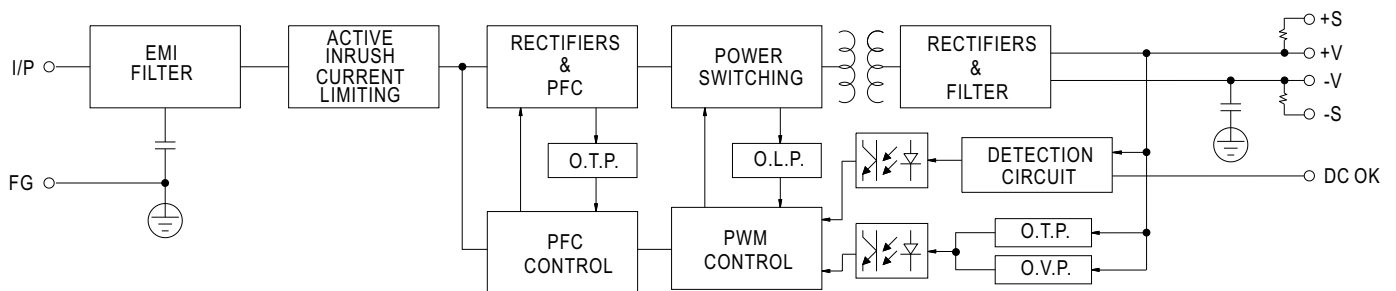 I/P
EMI
FILTER
ACTIVE
INRUSH
CURRENT
LIMITING
RECTIFIERS
&
PFC
POWER
SWITCHING
RECTIFIERS
&
FILTER
+S
+V
-V
-S
O.T.P.
O.L.P.
DETECTION
CIRCUIT
DC OK
FG
PFC
CONTROL
PWM
CONTROL
O.T.P.
O.V.P.